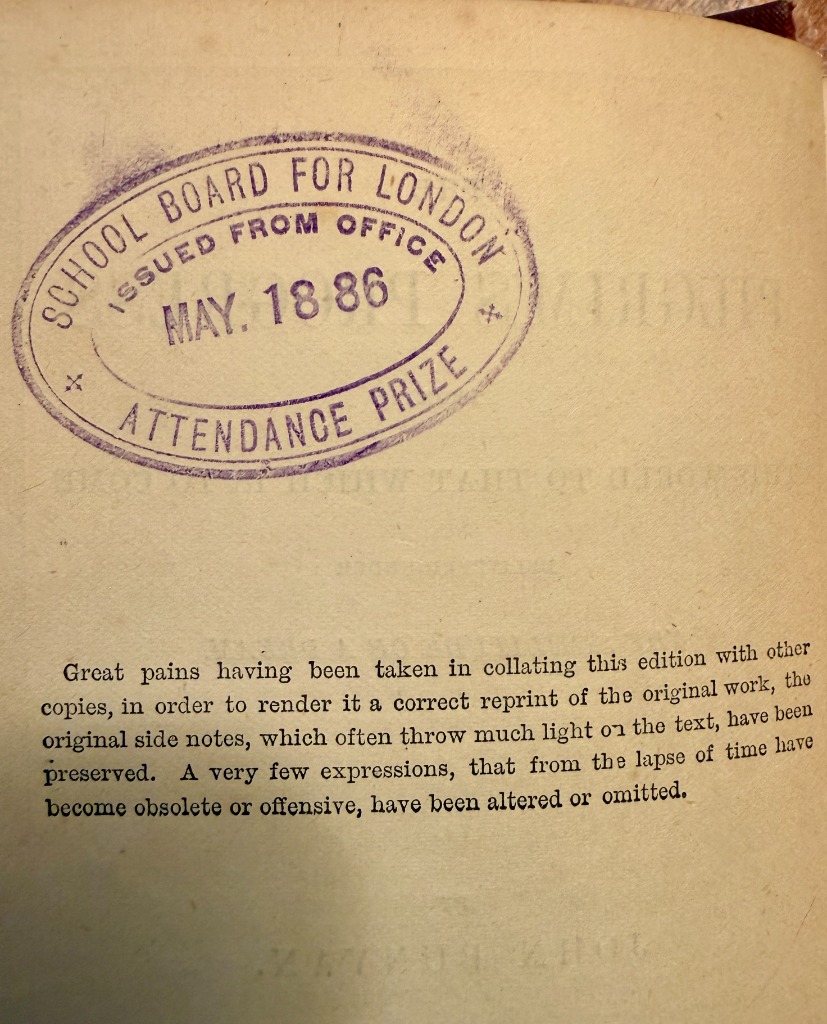 SCHOOL BOARD FOR LONDON
ISSUED FROM OFFICE
MAY. 18 86
ATTENDANCE PRIZE
Great pains having been taken in collating this edition with other
copies, in order to render it a correct reprint of the original work, the
original side notes, which often throw much light on the text, have been
preserved. A very few expressions, that from the lapse of time have
become obsolete or offensive, have been altered or omitted.